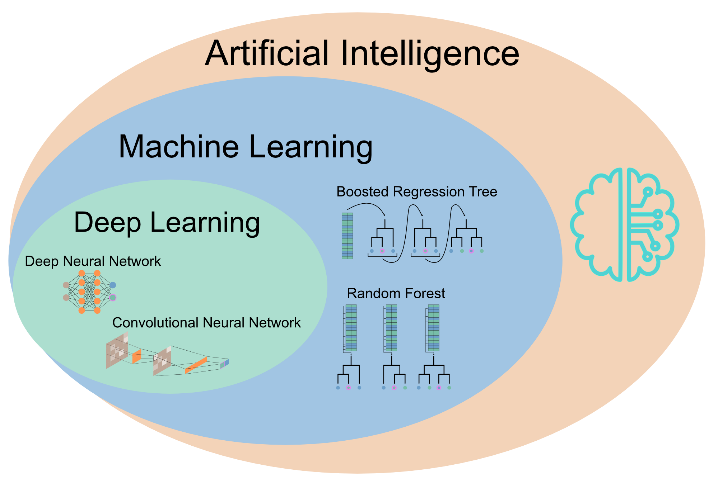 Artificial Intelligence
Machine Learning
Boosted Regression Tree
Deep Learning
Deep Neural Network
Random Forest
Convolutional Neural Network